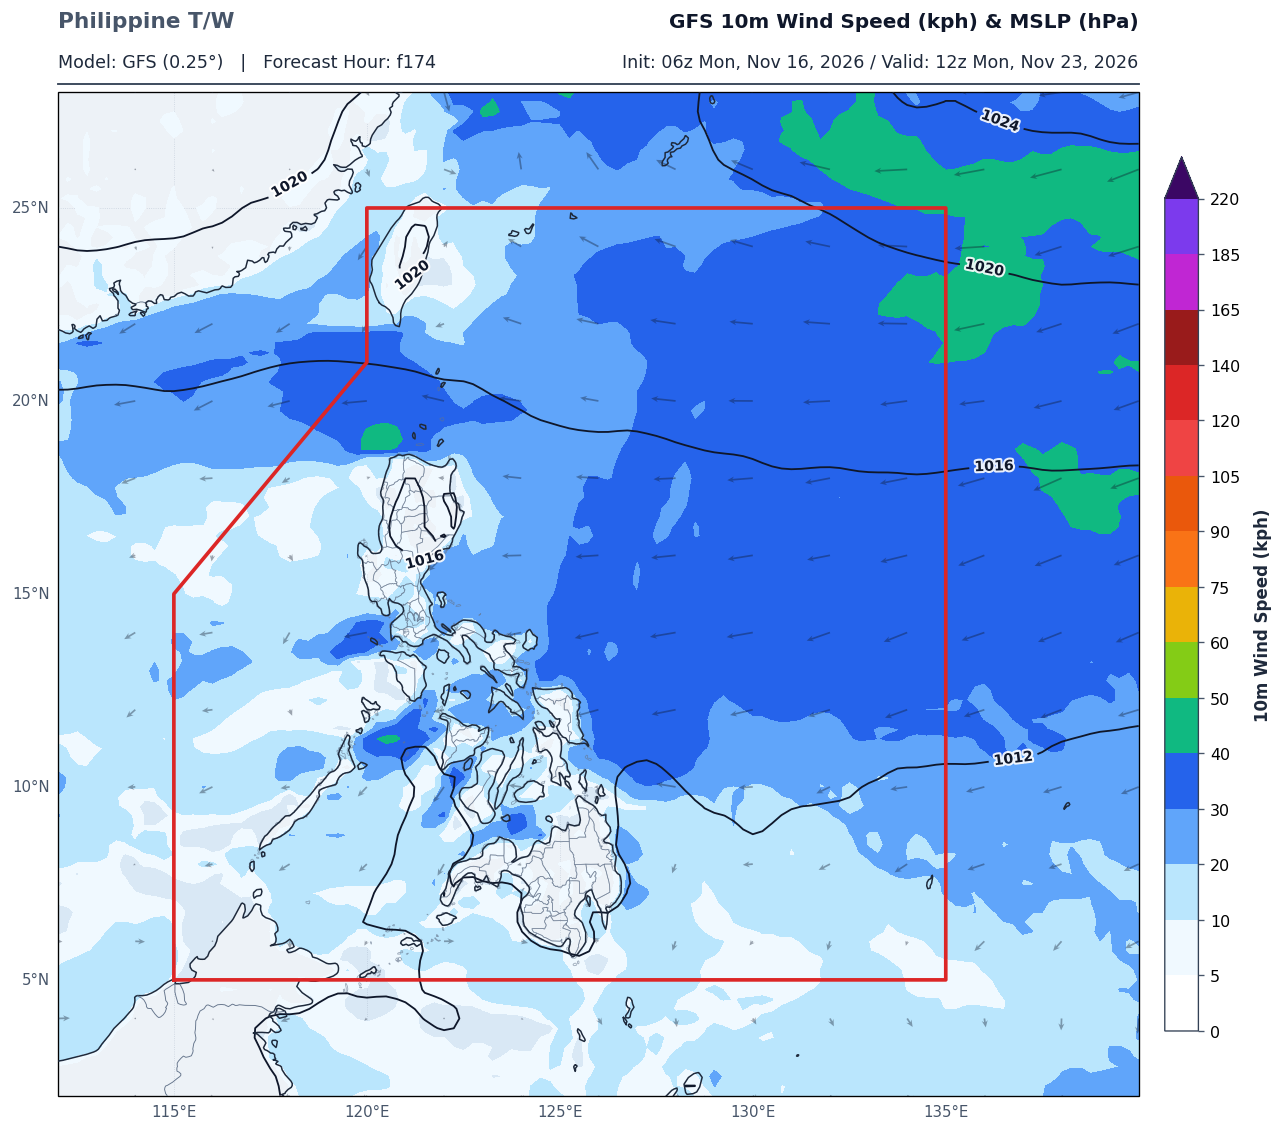 Philippine T/W
GFS 10m Wind Speed (kph) & MSLP (hPa)
Model: GFS (0.25°) | Forecast Hour: f174
Init: 06z Mon, Nov 16, 2026 / Valid: 12z Mon, Nov 23, 2026
1024
1020
1020
1020
1016
1016
1012
25°N
20°N
15°N
10°N
5°N
115°E
120°E
125°E
130°E
135°E
220
185
165
140
120
105
90
75
60
50
40
30
20
10
5
0
10m Wind Speed (kph)